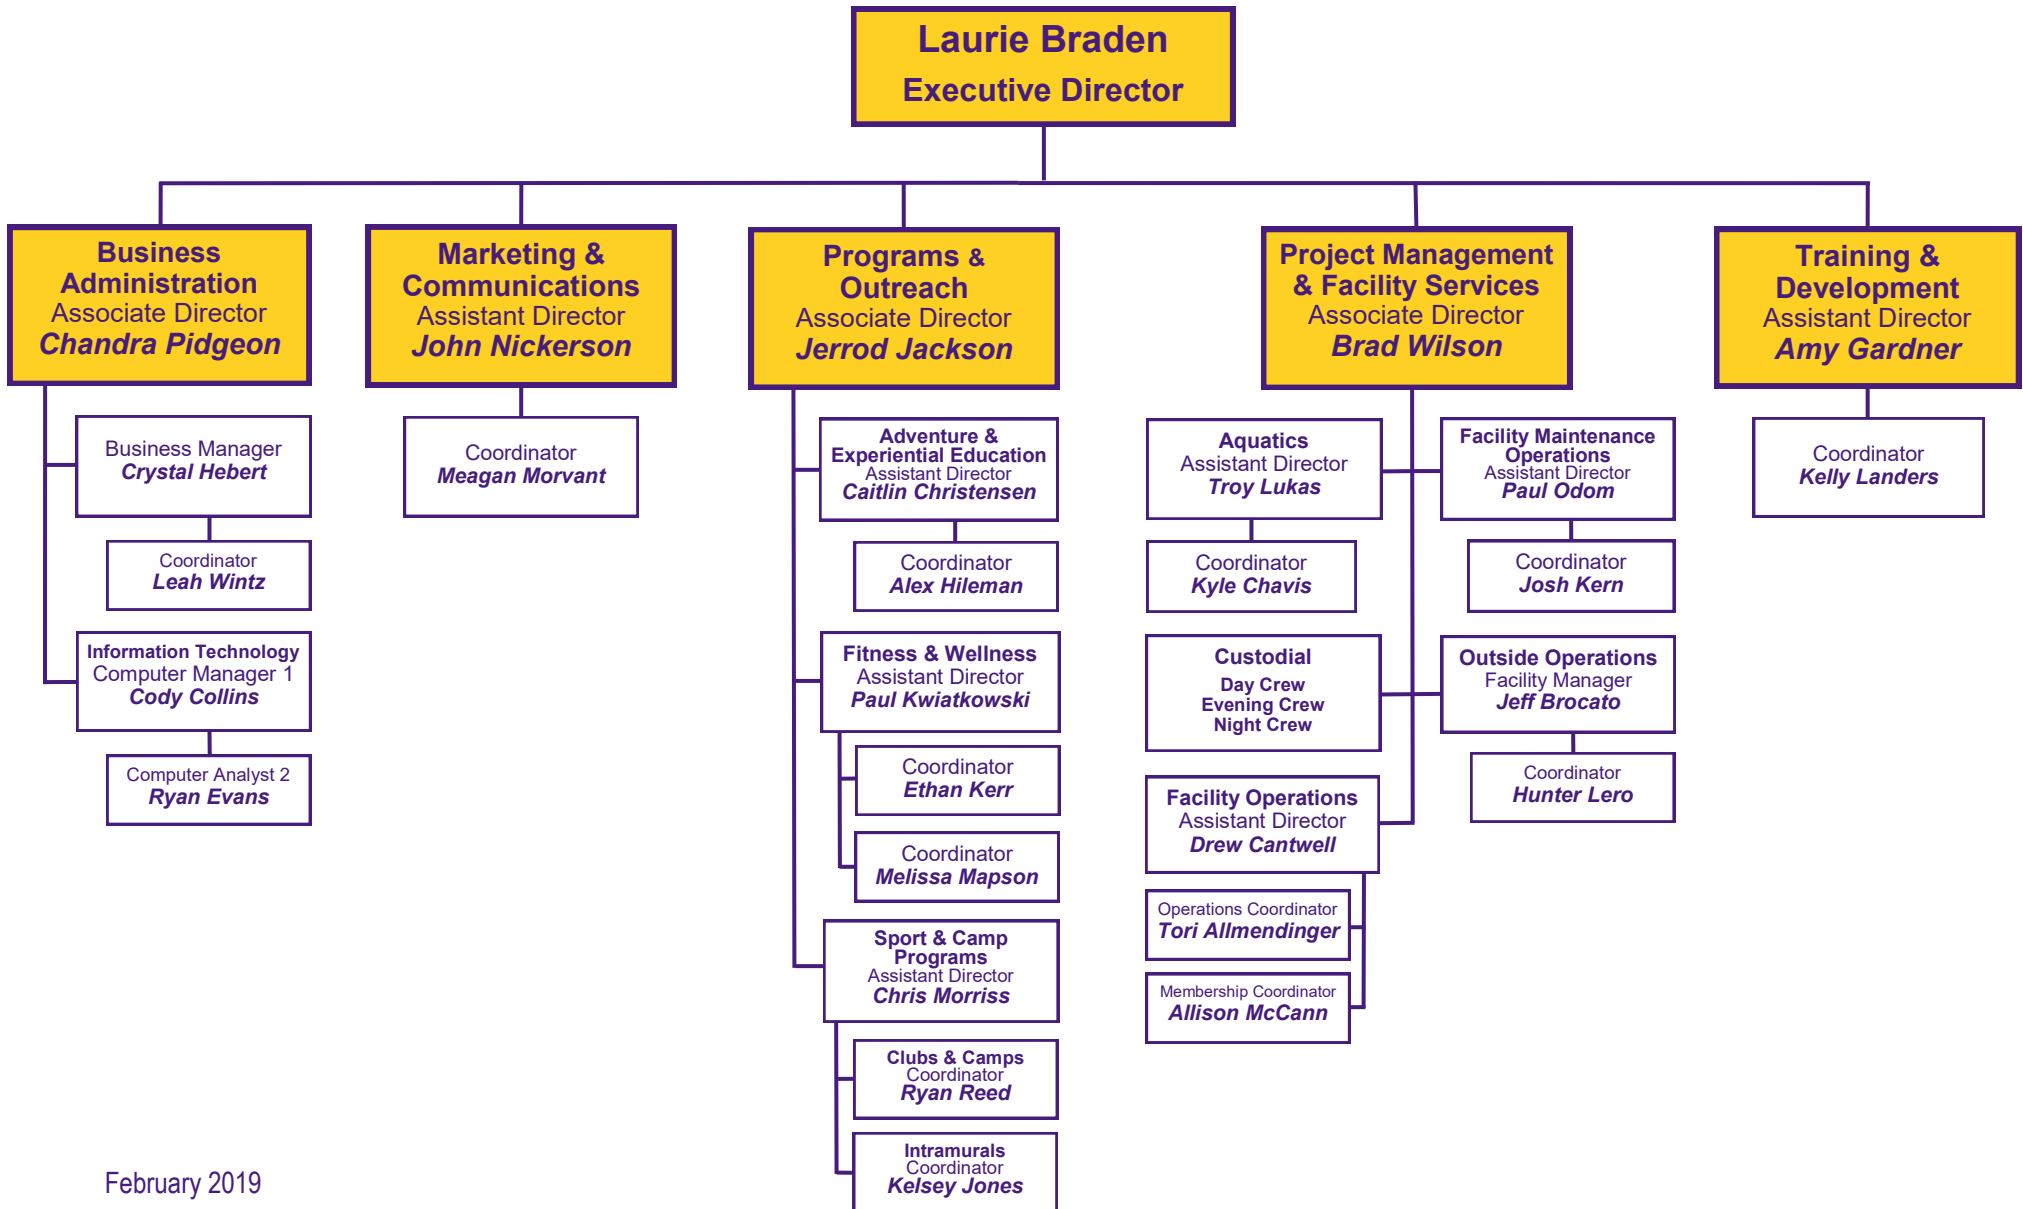 Laurie Braden
Executive Director
Business
Administration
Associate Director
Chandra Pidgeon
Marketing &
Communications
Assistant Director
John Nickerson
Programs &
Outreach
Associate Director
Jerrod Jackson
Project Management
& Facility Services
Associate Director
Brad Wilson
Training &
Development
Assistant Director
Amy Gardner
Business Manager
Crystal Hebert
Coordinator
Leah Wintz
Information Technology
Computer Manager 1
Cody Collins
Computer Analyst 2
Ryan Evans
Coordinator
Meagan Morvant
Adventure &
Experiential Education
Assistant Director
Caitlin Christensen
Coordinator
Alex Hileman
Fitness & Wellness
Assistant Director
Paul Kwiatkowski
Coordinator
Ethan Kerr
Coordinator
Melissa Mapson
Sport & Camp
Programs
Assistant Director
Chris Morriss
Clubs & Camps
Coordinator
Ryan Reed
Intramurals
Coordinator
Kelsey Jones
Aquatics
Assistant Director
Troy Lukas
Coordinator
Kyle Chavis
Custodial
Day Crew
Evening Crew
Night Crew
Facility Operations
Assistant Director
Drew Cantwell
Operations Coordinator
Tori Allmendinger
Membership Coordinator
Allison McCann
Facility Maintenance
Operations
Assistant Director
Paul Odom
Coordinator
Josh Kern
Outside Operations
Facility Manager
Jeff Brocato
Coordinator
Hunter Lero
Coordinator
Kelly Landers
February 2019